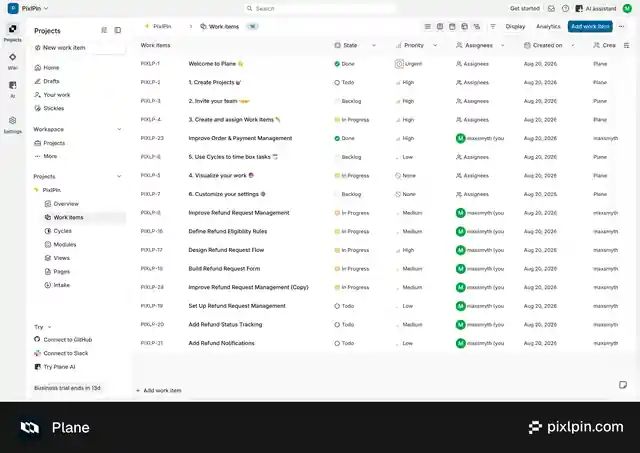 PixlPin
Search
Get started
AI assistant
M
Projects
Wiki
AI
Settings
Projects
New work item
Home
Drafts
Your work
Stickies
Workspace
Projects
More
Projects
PixlPin
Overview
Work items
Cycles
Modules
Views
Pages
Intake
Try
Connect to GitHub
Connect to Slack
Try Plane AI
Business trial ends in 13d
PixlPin > Work items 16 Display Analytics Add work item
Work items State Priority Assignees Created on Crea
PIXLP-1 Welcome to Plane 👋 Done Urgent Assignees Aug 20, 2026 Plane
PIXLP-2 1. Create Projects 🎯 Todo High Assignees Aug 20, 2026 Plane
PIXLP-3 2. Invite your team 🤜🤛 Backlog High Assignees Aug 20, 2026 Plane
PIXLP-4 3. Create and assign Work Items ✏️ In Progress High Assignees Aug 20, 2026 Plane
PIXLP-23 Improve Order & Payment Management Done High M maxsmyth (you Aug 20, 2026 maxsmyth
PIXLP-6 5. Use Cycles to time box tasks 🗓️ Backlog Low Assignees Aug 20, 2026 Plane
PIXLP-5 4. Visualize your work 🔮 In Progress None Assignees Aug 20, 2026 Plane
PIXLP-7 6. Customize your settings ⚙️ Backlog None Assignees Aug 20, 2026 Plane
Improve Refund Request Management In Progress Medium M maxsmyth (you Aug 20, 2026 maxsmyth
PIXLP-16 Define Refund Eligibility Rules In Progress Medium M maxsmyth (you Aug 20, 2026 maxsmyth
PIXLP-17 Design Refund Request Flow In Progress High M maxsmyth (you Aug 20, 2026 maxsmyth
Build Refund Request Form In Progress Medium M maxsmyth (you Aug 20, 2026 maxsmyth
Improve Refund Request Management (Copy) In Progress Medium M maxsmyth (you Aug 20, 2026 maxsmyth
PIXLP-19 Set Up Refund Request Management Todo Low M maxsmyth (you Aug 20, 2026 maxsmyth
PIXLP-20 Add Refund Status Tracking Todo Medium M maxsmyth (you Aug 20, 2026 maxsmyth
PIXLP-21 Add Refund Notifications Todo Low M maxsmyth (you Aug 20, 2026 maxsmyth
+ Add work item
Plane
pixlpin.com